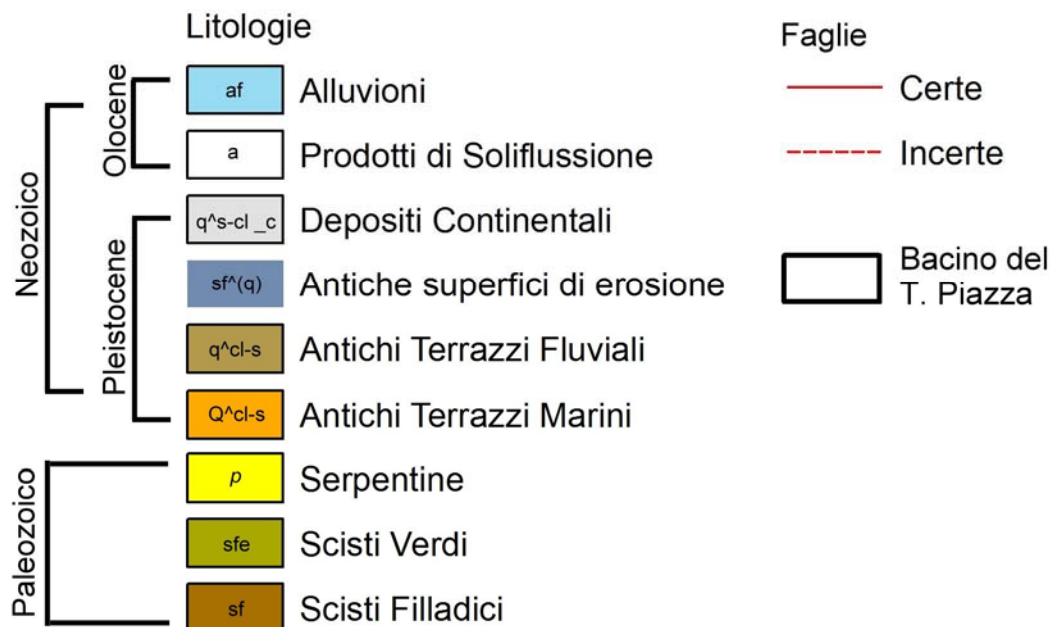 Litologie
Neozoico
Olocene
af Alluvioni
a Prodotti di Soliflussione
Pleistocene
q^s-cl _c Depositi Continentali
sf^(q) Antiche superfici di erosione
q^cl-s Antichi Terrazzi Fluviali
Q^cl-s Antichi Terrazzi Marini
Paleozoico
p Serpentine
sfe Scisti Verdi
sf Scisti Filladici
Faglie
Certe
Incerte
Bacino del
T. Piazza